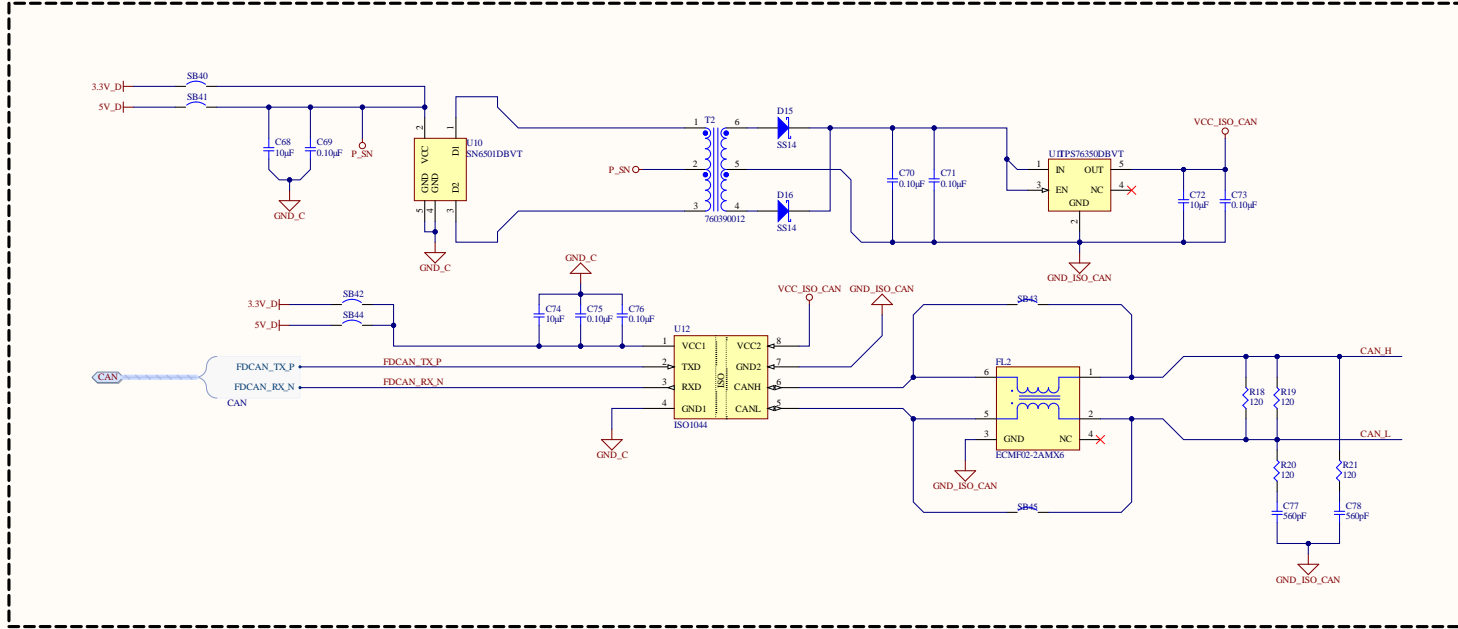 3.3V_D
SB40
5V_D
SB41
C68
10µF
C69
0.10µF
P_SN
GND_C
2
1
VCC
D1
GND
GND
D2
5
4
3
U10
SN6501DBVT
GND_C
P_SN
T2
1
2
3
6
5
4
760390012
D15
SS14
D16
SS14
C70
0.10µF
C71
0.10µF
TPS76350DBVT
1
IN
OUT
5
3
EN
NC
4
GND
2
GND_ISO_CAN
VCC_ISO_CAN
C72
10µF
C73
0.10µF
3.3V_D
SB42
5V_D
SB44
GND_C
C74
10µF
C75
0.10µF
C76
0.10µF
CAN
FDCAN_TX_P
FDCAN_RX_N
CAN
FDCAN_TX_P
FDCAN_RX_N
GND_C
U12
1
VCC1
VCC2
8
2
TXD
GND2
7
3
RXD
CANH
6
4
GND1
CANL
5
ISO
ISO1044
VCC_ISO_CAN
GND_ISO_CAN
SB43
FL2
6
1
5
2
3
GND
NC
4
ECMF02-2AMX6
GND_ISO_CAN
SB45
CAN_H
R18
120
R19
120
CAN_L
R20
120
R21
120
C77
560pF
C78
560pF
GND_ISO_CAN